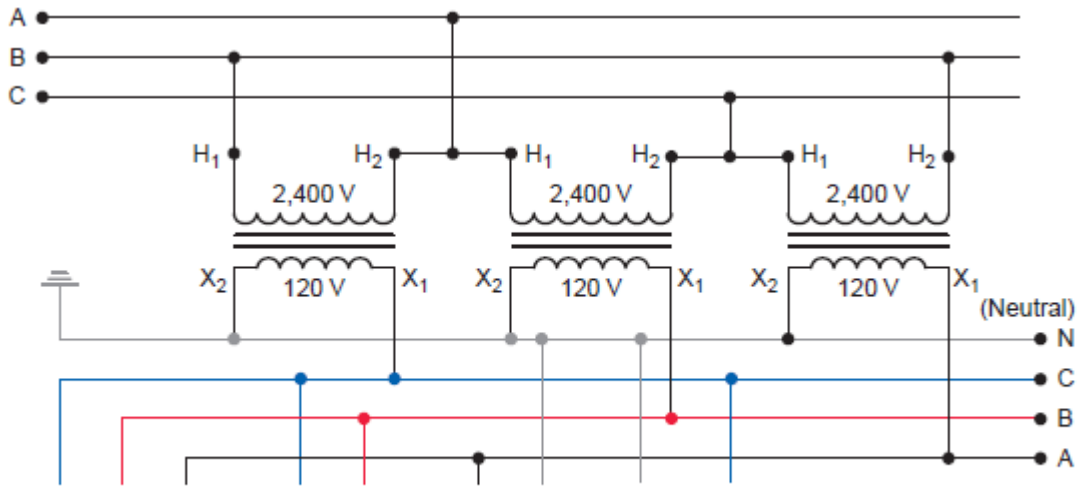 A
B
C
H₁ H₂ H₁ H₂ H₁ H₂
2,400 V 2,400 V 2,400 V
X₂ 120 V X₁ X₂ 120 V X₁ X₂ 120 V X₁
(Neutral)
N
C
B
A